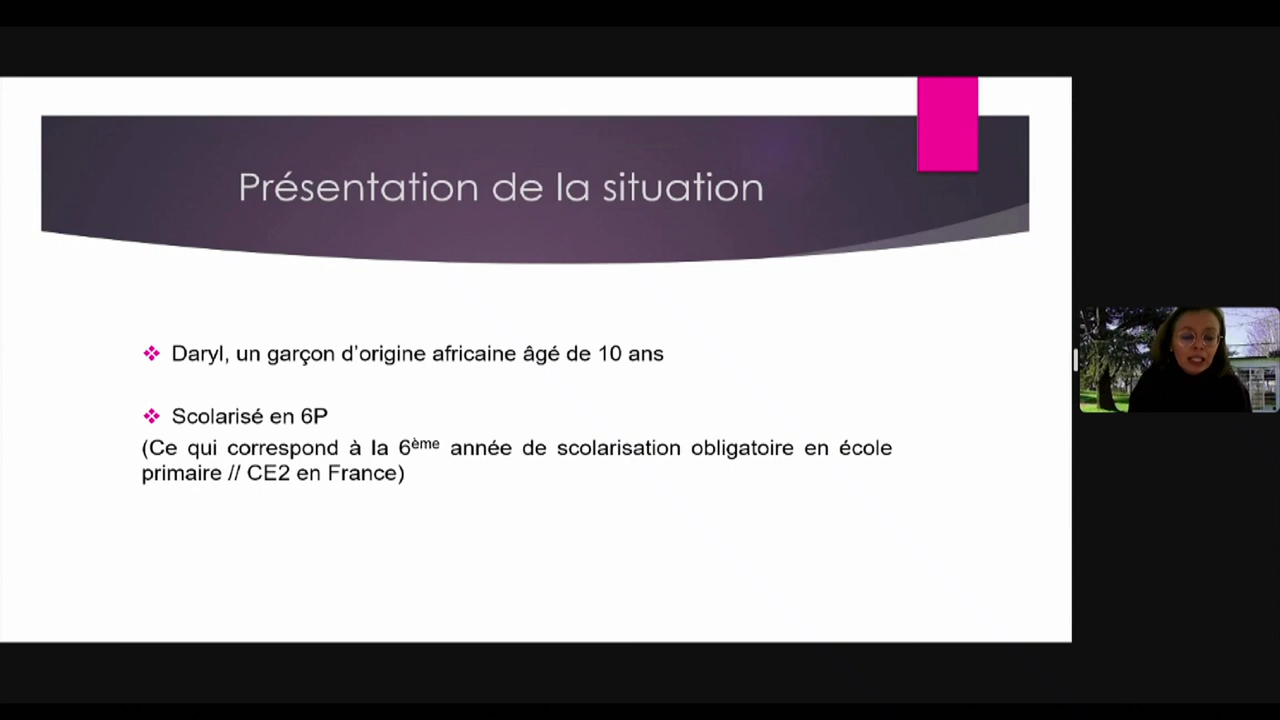 Présentation de la situation
Daryl, un garçon d’origine africaine âgé de 10 ans
Scolarisé en 6P
(Ce qui correspond à la 6ème année de scolarisation obligatoire en école
primaire // CE2 en France)